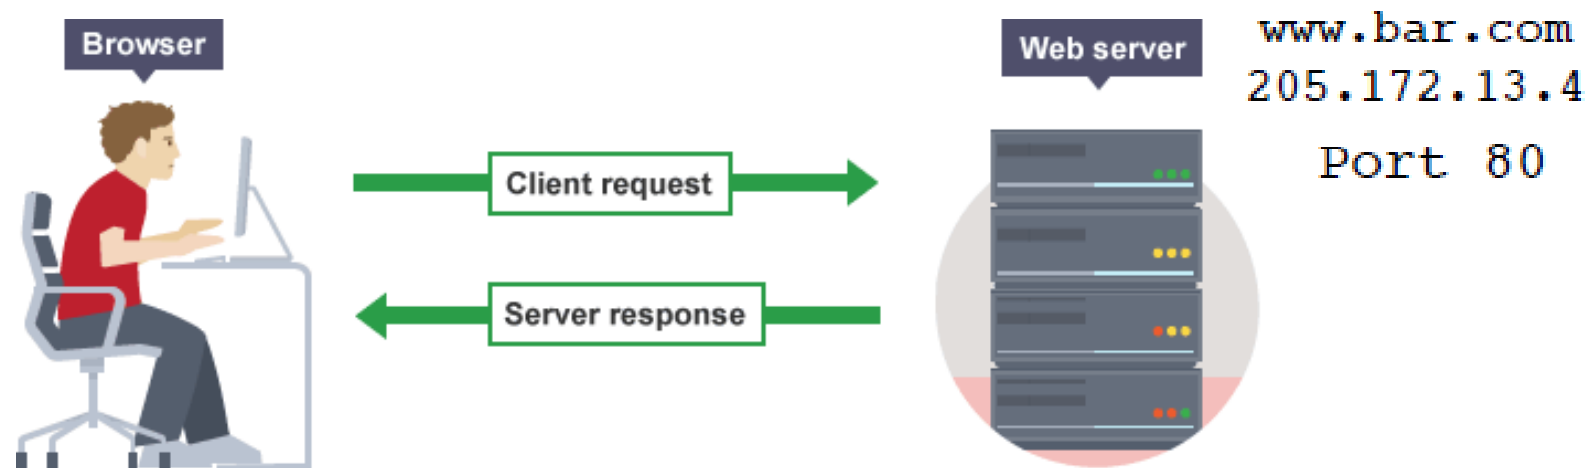 Browser
Web server
www.bar.com
205.172.13.4
Port 80
Client request
Server response